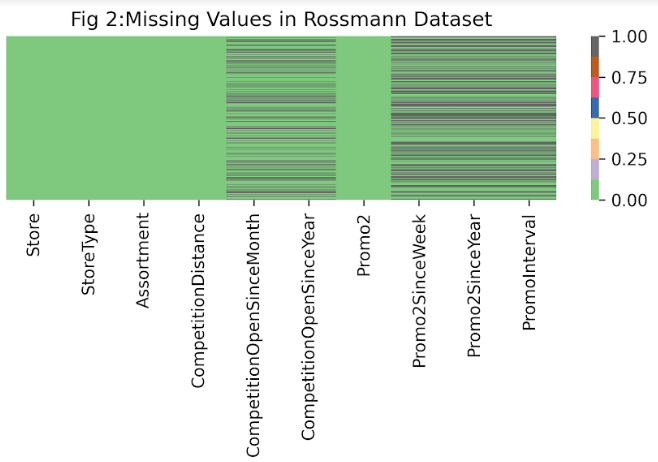 Fig 2:Missing Values in Rossmann Dataset
1.00
0.75
0.50
0.25
0.00
Store
StoreType
Assortment
CompetitionDistance
CompetitionOpenSinceMonth
CompetitionOpenSinceYear
Promo2
Promo2SinceWeek
Promo2SinceYear
PromoInterval